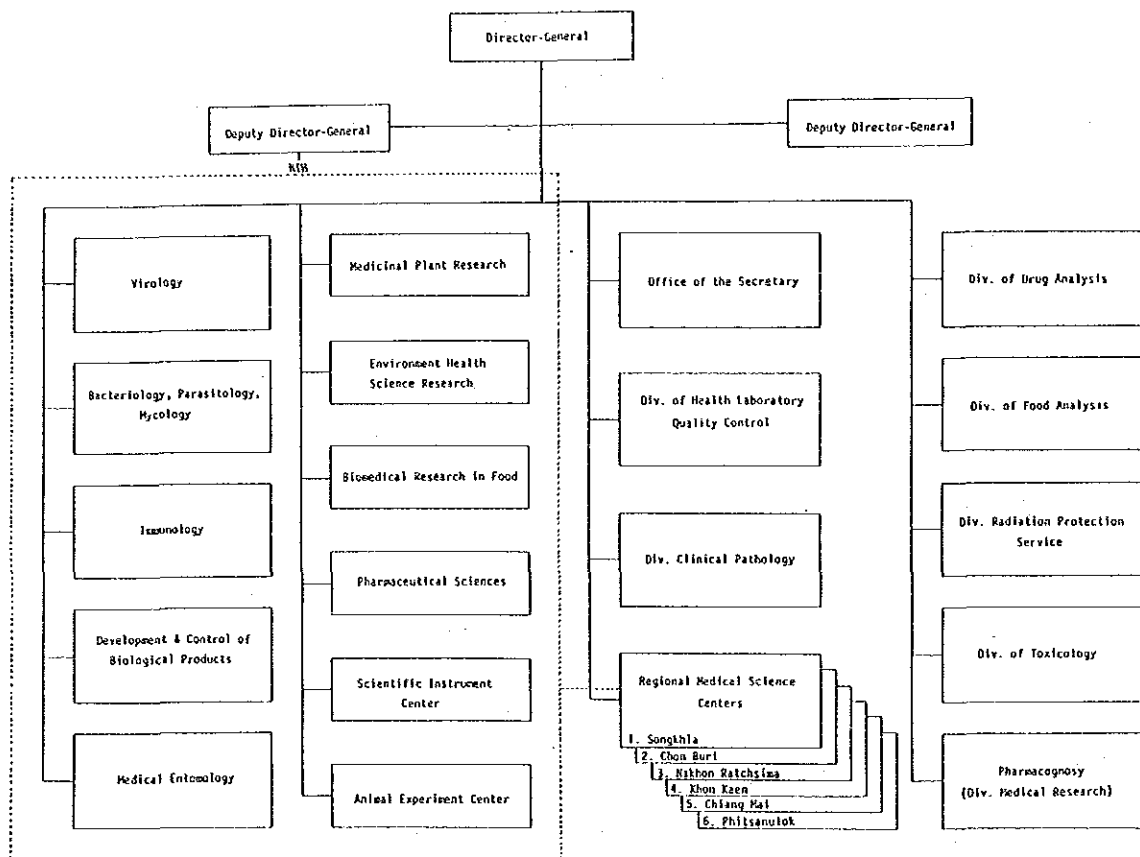 Director-General
Deputy Director-General
Deputy Director-General
NIH
Virology
Bacteriology, Parasitology,
Mycology
Immunology
Development & Control of
Biological Products
Medical Entomology
Medicinal Plant Research
Environment Health
Science Research
Biomedical Research in Food
Pharmaceutical Sciences
Scientific Instrument
Center
Animal Experiment Center
Office of the Secretary
Div. of Health Laboratory
Quality Control
Div. Clinical Pathology
Regional Medical Science
Centers
1. Songkhla
2. Chon Buri
3. Nakhon Ratchsima
4. Khon Kaen
5. Chiang Mai
6. Phitsanulok
Div. of Drug Analysis
Div. of Food Analysis
Div. Radiation Protection
Service
Div. of Toxicology
Pharmacognosy
(Div. Medical Research)